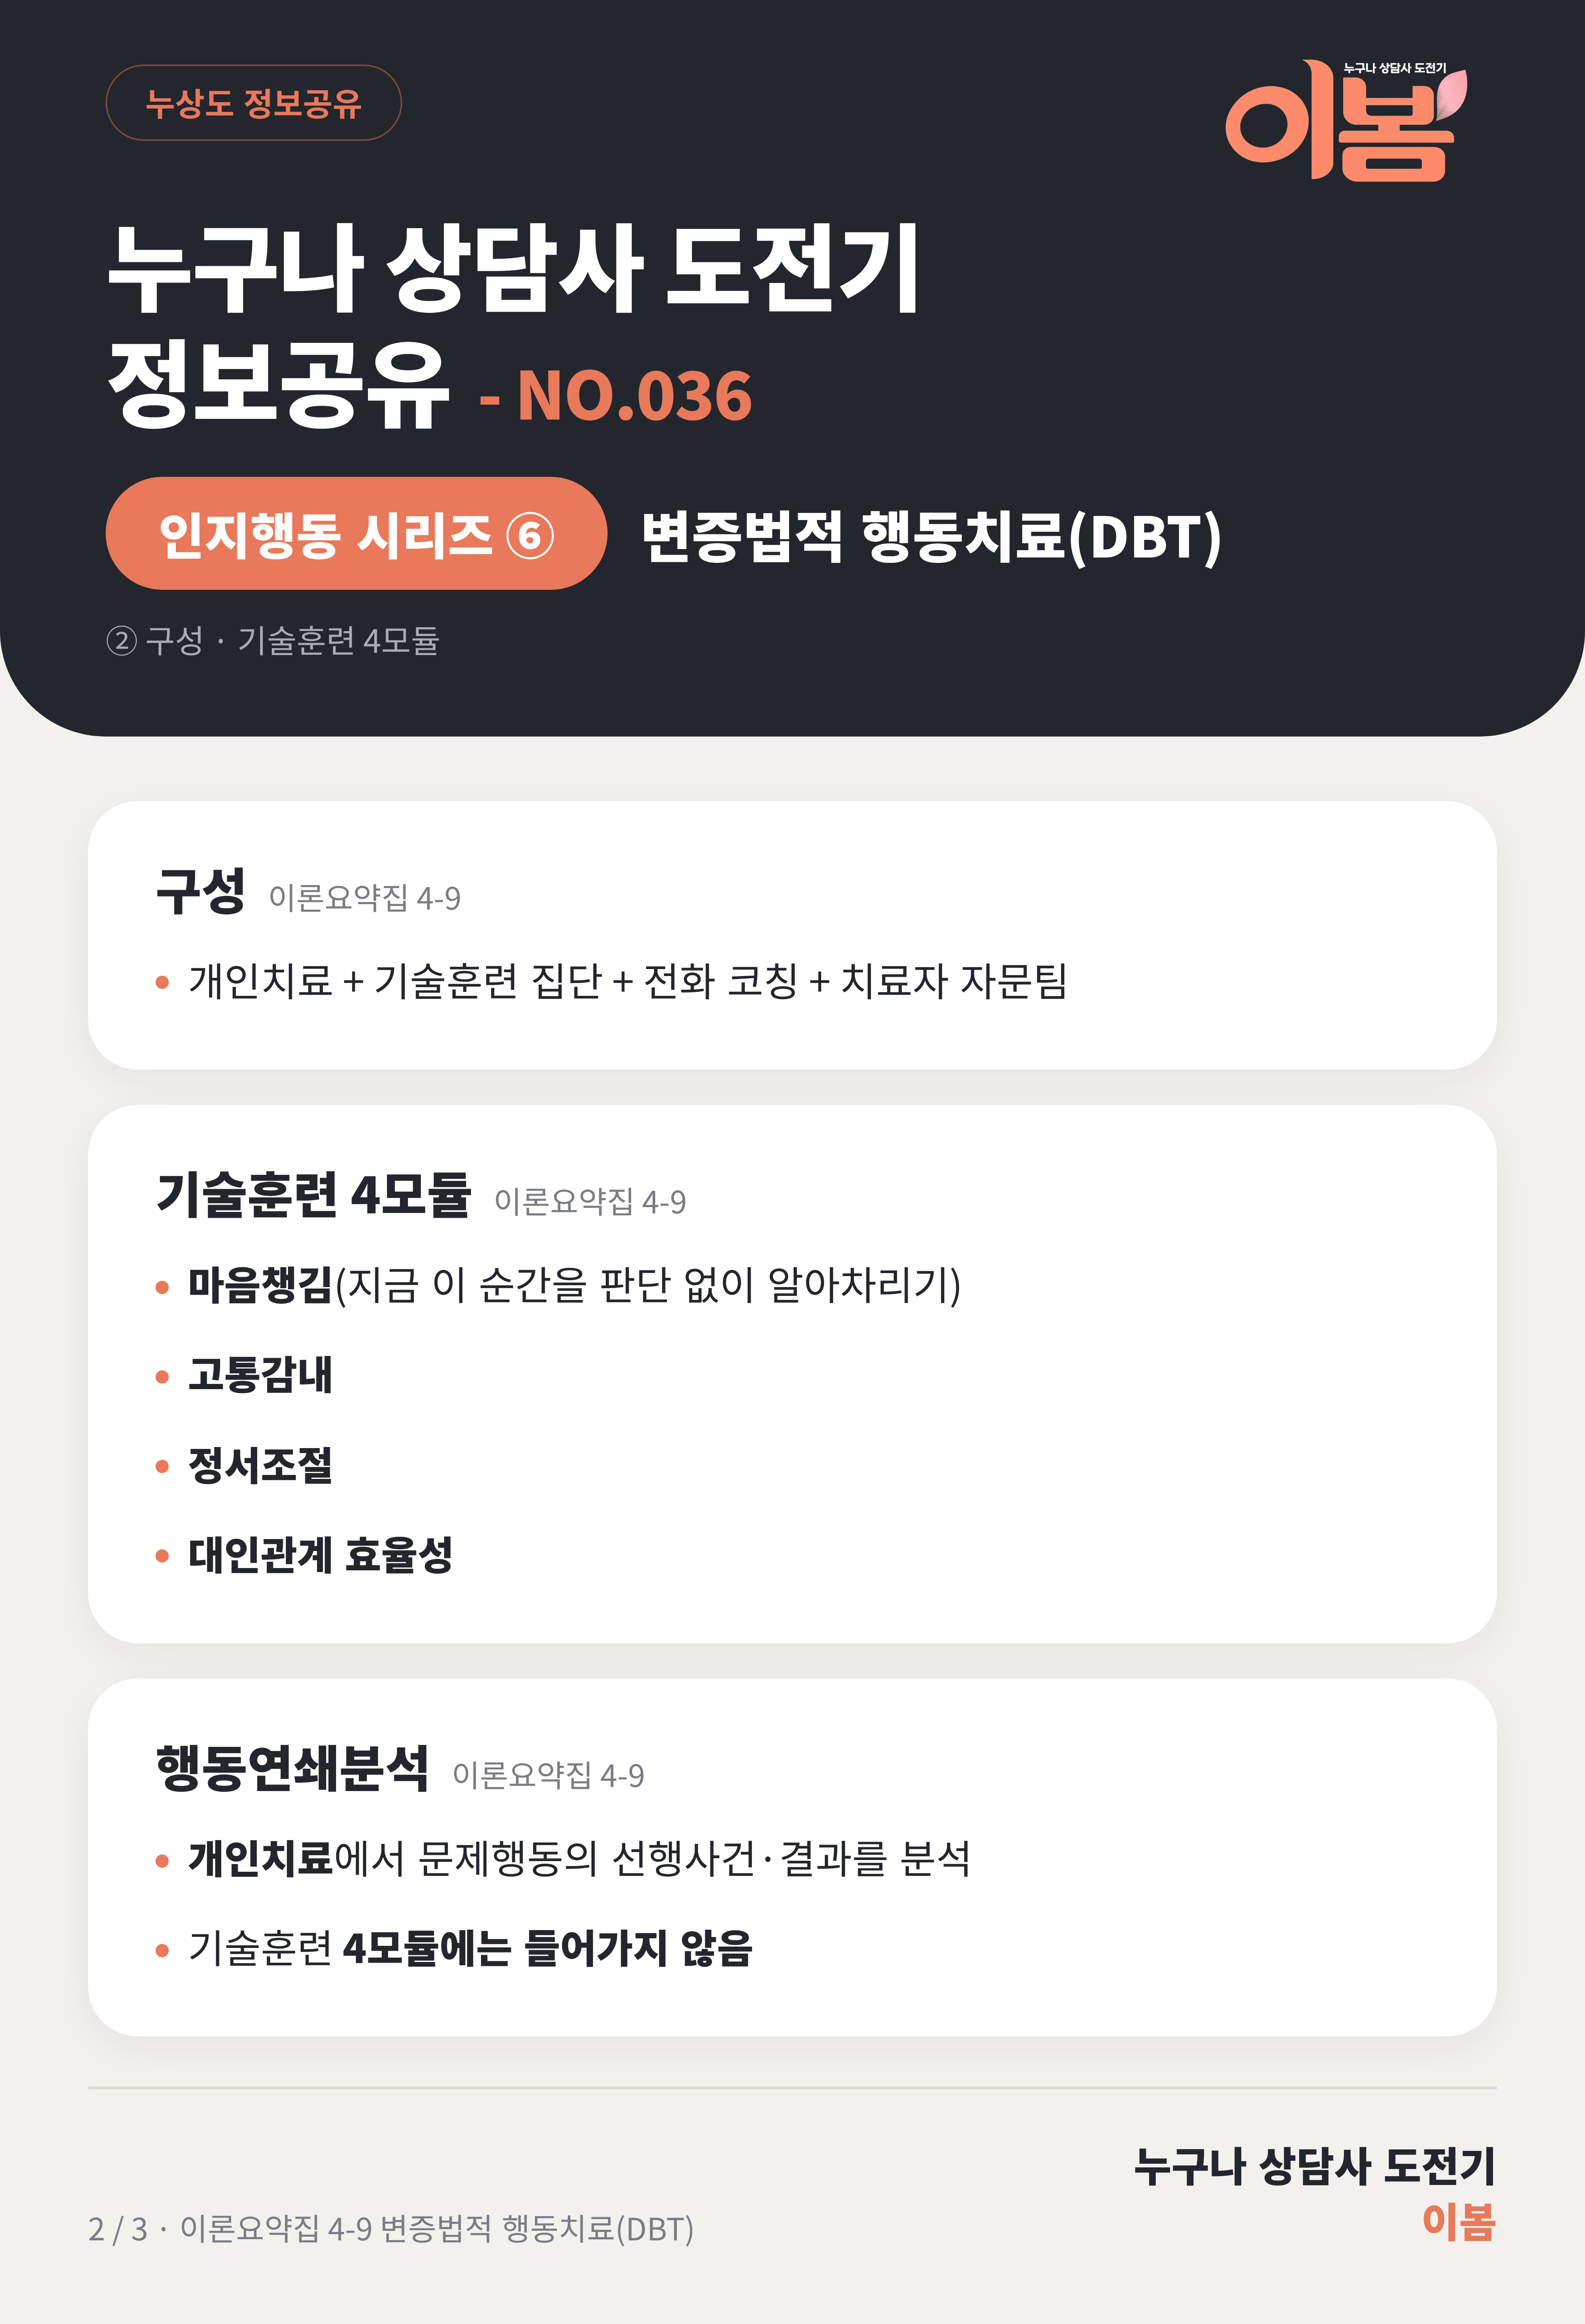 누상도 정보공유
누구나 상담사 도전기
이봄
누구나 상담사 도전기
정보공유 - NO.036
인지행동 시리즈 ⑥ 변증법적 행동치료(DBT)
② 구성 · 기술훈련 4모듈
구성 이론요약집 4-9
• 개인치료 + 기술훈련 집단 + 전화 코칭 + 치료자 자문팀
기술훈련 4모듈 이론요약집 4-9
• 마음챙김(지금 이 순간을 판단 없이 알아차리기)
• 고통감내
• 정서조절
• 대인관계 효율성
행동연쇄분석 이론요약집 4-9
• 개인치료에서 문제행동의 선행사건·결과를 분석
• 기술훈련 4모듈에는 들어가지 않음
누구나 상담사 도전기
2 / 3 · 이론요약집 4-9 변증법적 행동치료(DBT)
이봄